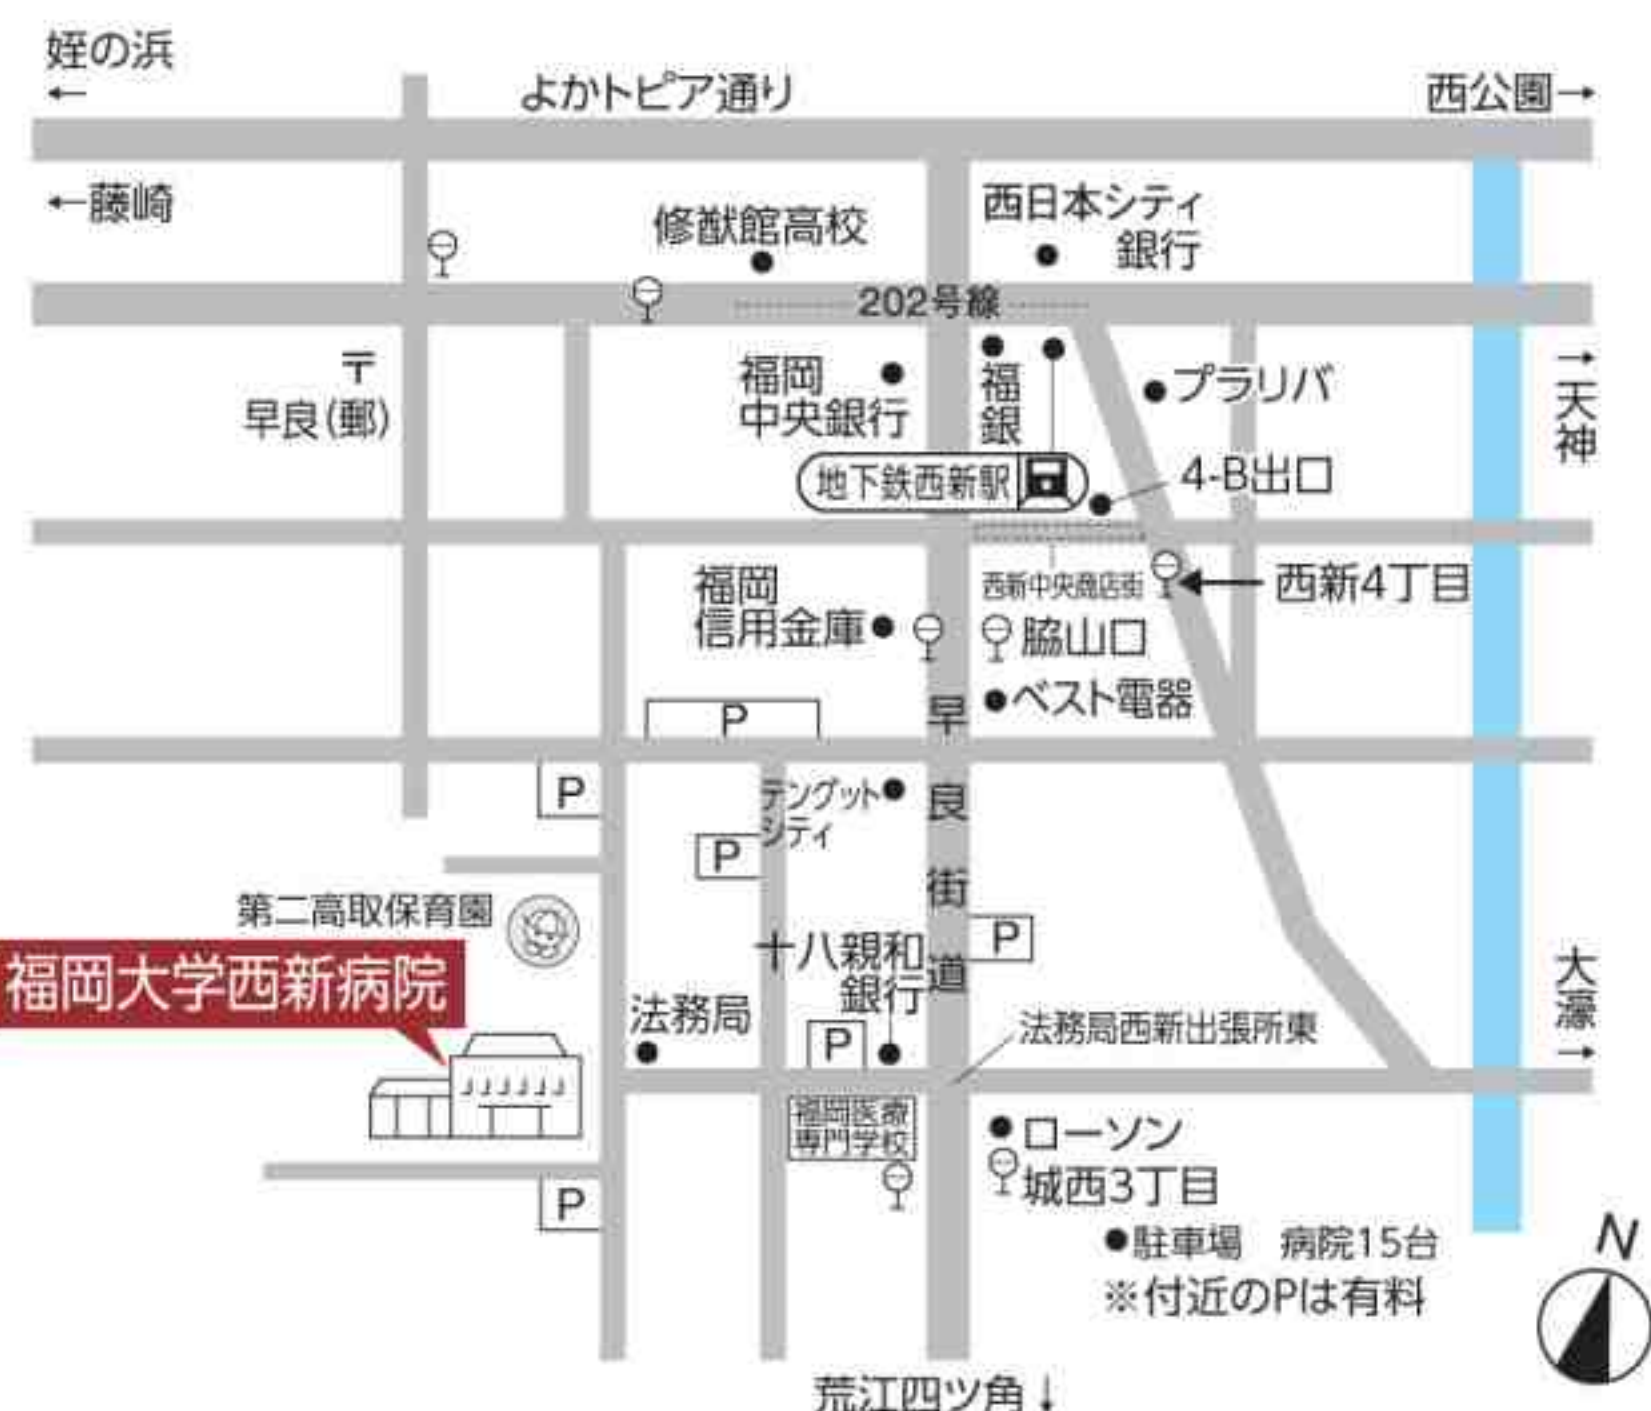 姪の浜
←
よかトピア通り
西公園→
←藤崎
修猷館高校
西日本シティ
銀行
202号線
〒
早良(郵)
福岡
中央銀行
福銀
プラリバ
→天神
地下鉄西新駅
4-B出口
西新中央商店街
西新4丁目
福岡
信用金庫
脇山口
ベスト電器
早良街道
P
P
テングット
シティ
P
第二高取保育園
福岡大学西新病院
十八親和
銀行
P
法務局
P
法務局西新出張所東
大濠→
福岡医療
専門学校
ローソン
城西3丁目
P
●駐車場 病院15台
※付近のPは有料
N
荒江四ツ角↓